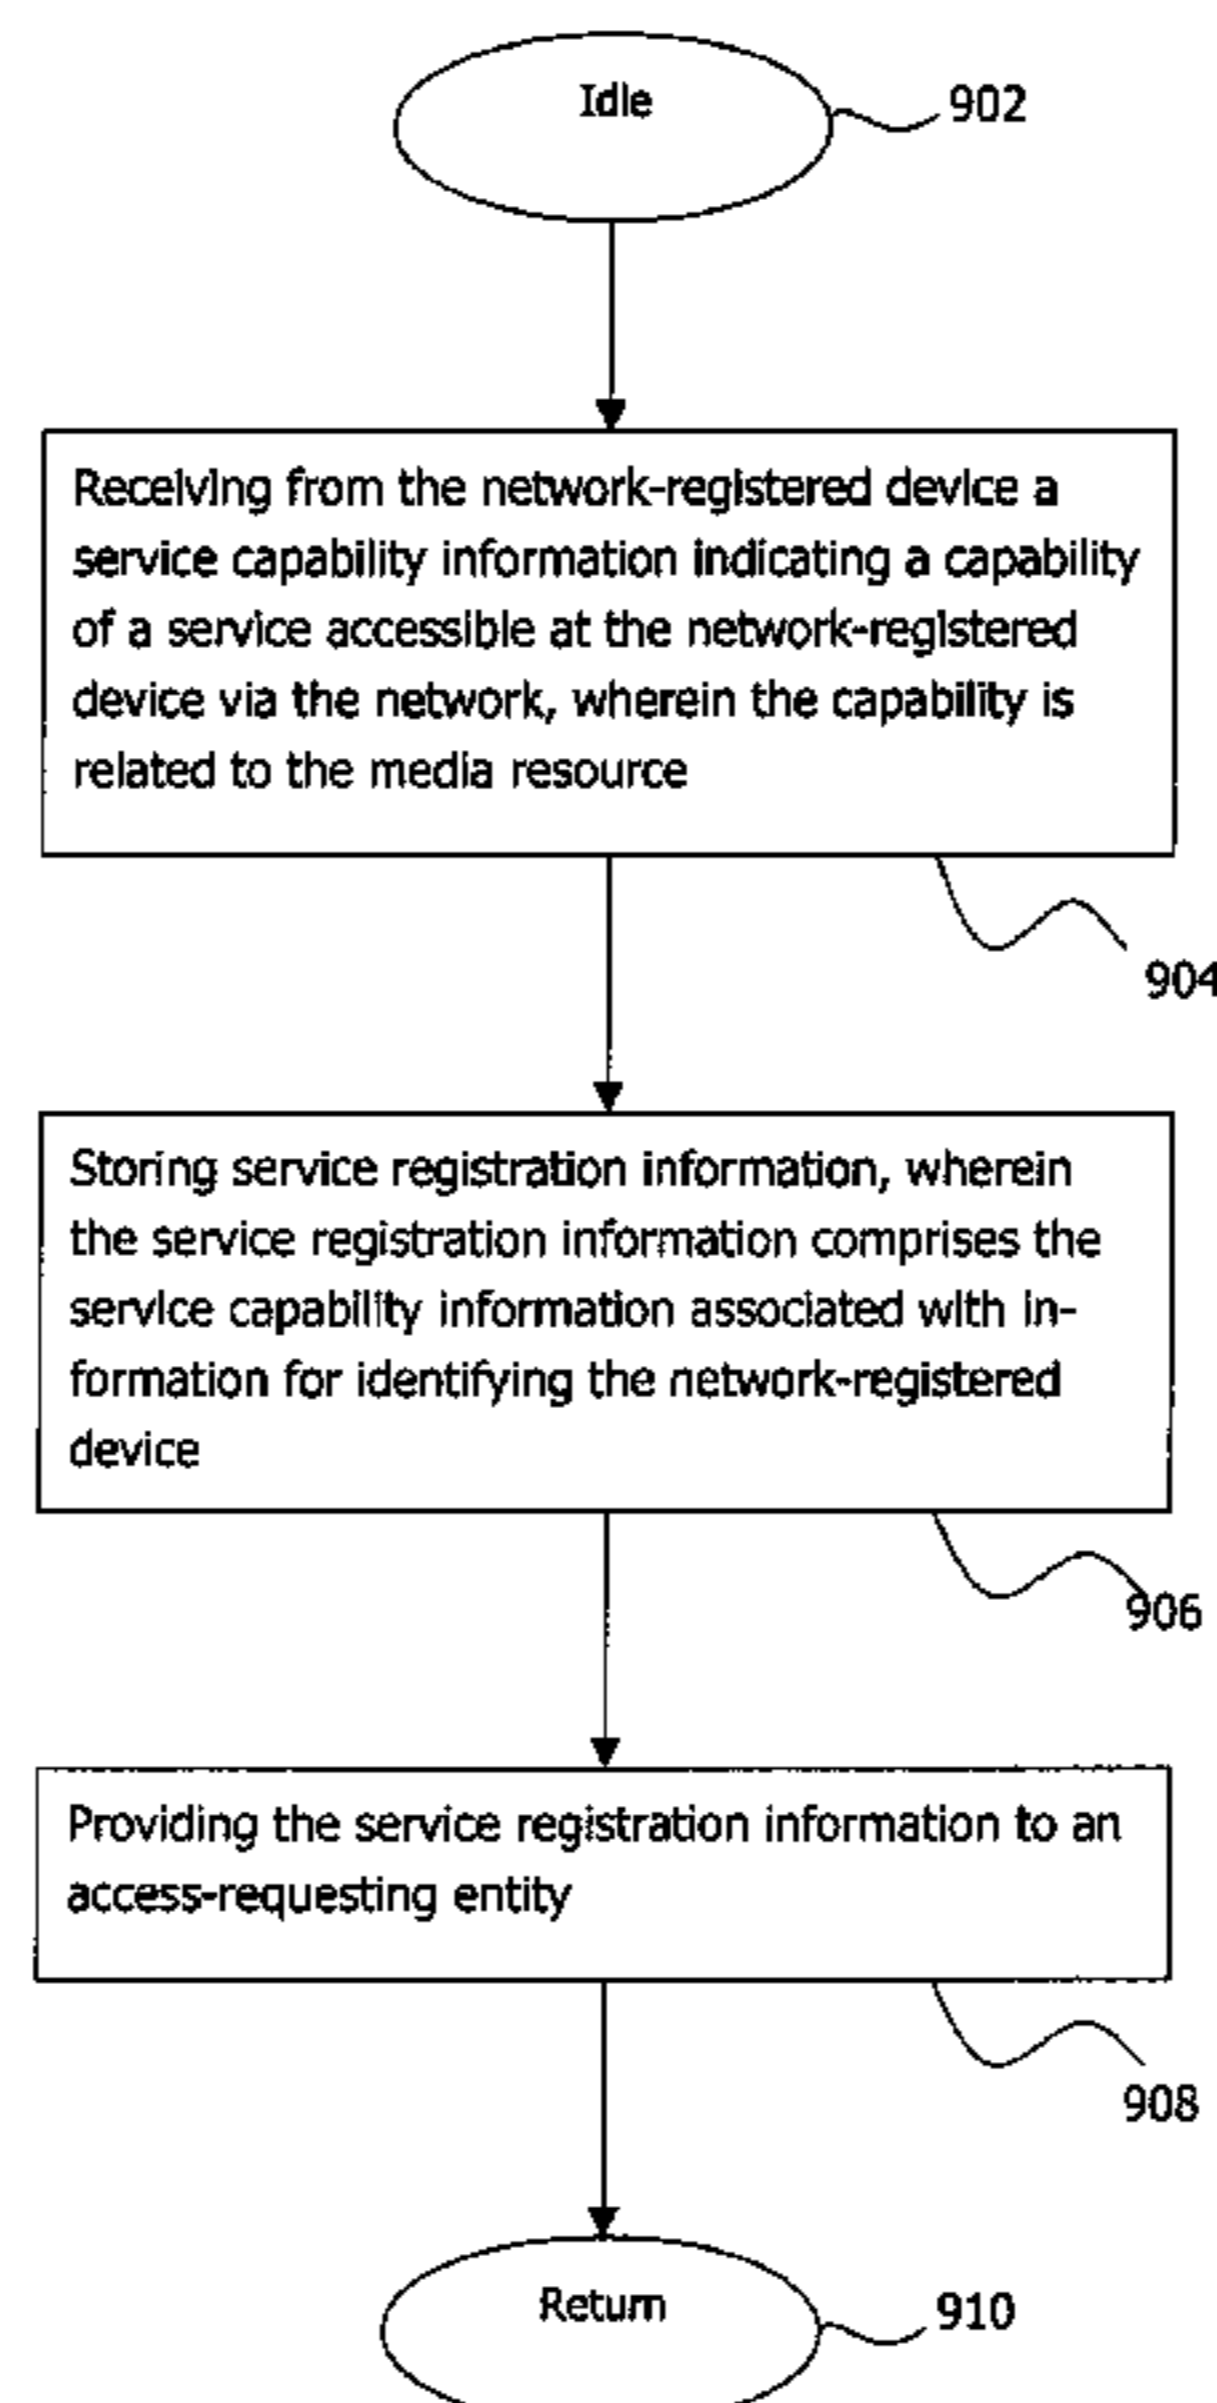 Idle
902
Receiving from the network-registered device a
service capability information indicating a capability
of a service accessible at the network-registered
device via the network, wherein the capability is
related to the media resource
904
Storing service registration information, wherein
the service registration information comprises the
service capability information associated with in-
formation for identifying the network-registered
device
906
Providing the service registration information to an
access-requesting entity
908
Return
910